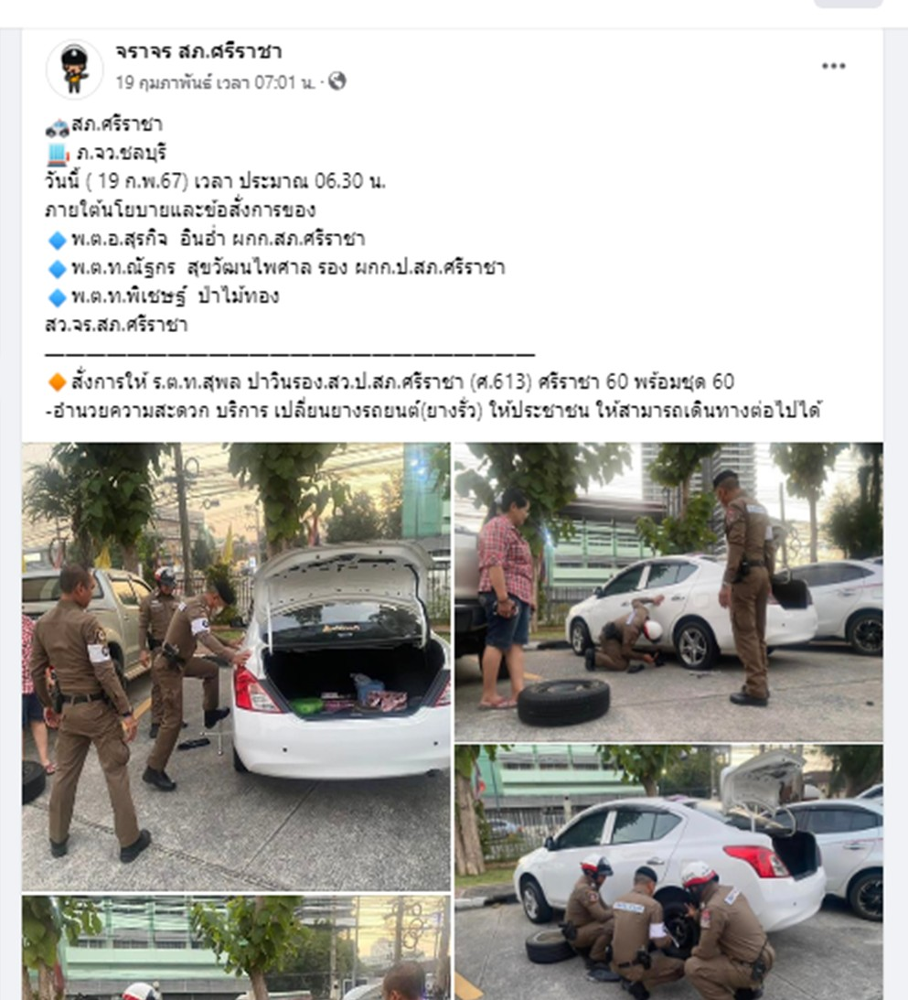 จราจร สภ.ศรีราชา
19 กุมภาพันธ์ เวลา 07:01 น. ·
สภ.ศรีราชา
ภ.จว.ชลบุรี
วันนี้ ( 19 ก.พ.67) เวลา ประมาณ 06.30 น.
ภายใต้นโยบายและข้อสั่งการของ
พ.ต.อ.สุรกิจ อินอ่ำ ผกก.สภ.ศรีราชา
พ.ต.ท.ณัฐกร สุขวัฒนไพศาล รอง ผกก.ป.สภ.ศรีราชา
พ.ต.ท.พิเชษฐ์ ป่าไม้ทอง
สว.จร.สภ.ศรีราชา
————————————————————————
สั่งการให้ ร.ต.ท.สุพล ปาวินรอง.สว.ป.สภ.ศรีราชา (ศ.613) ศรีราชา 60 พร้อมชุด 60
-อำนวยความสะดวก บริการ เปลี่ยนยางรถยนต์(ยางรั่ว) ให้ประชาชน ให้สามารถเดินทางต่อไปได้